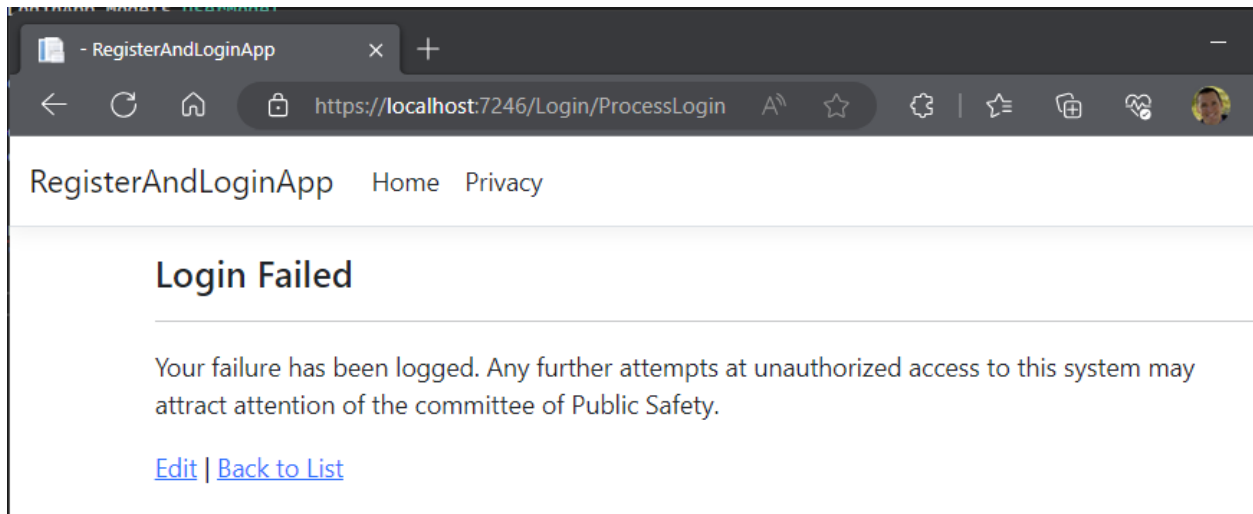 - RegisterAndLoginApp
https://localhost:7246/Login/ProcessLogin
RegisterAndLoginApp Home Privacy
Login Failed
Your failure has been logged. Any further attempts at unauthorized access to this system may
attract attention of the committee of Public Safety.
Edit | Back to List